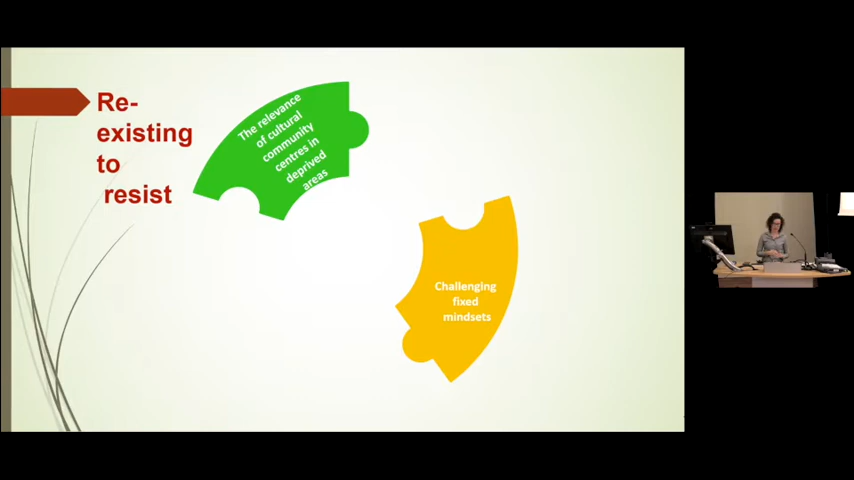 Re-
existing
to
resist
The relevance
of cultural
community
centres in
deprived
areas
Challenging
fixed
mindsets